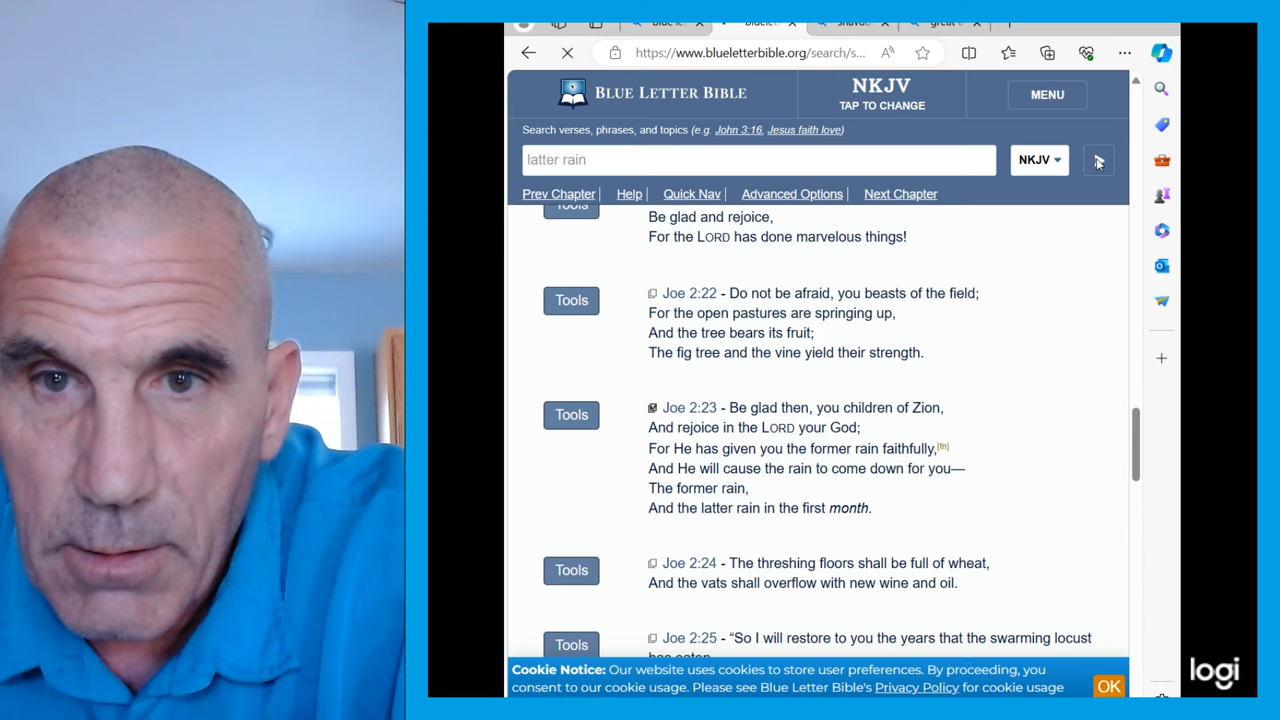 https://www.blueletterbible.org/search/s...
BLUE LETTER BIBLE
NKJV
TAP TO CHANGE
MENU
Search verses, phrases, and topics (e.g. John 3:16, Jesus faith love)
latter rain
NKJV
Prev Chapter | Help | Quick Nav | Advanced Options | Next Chapter
Tools
Be glad and rejoice,
For the LORD has done marvelous things!
Tools
Joe 2:22 - Do not be afraid, you beasts of the field;
For the open pastures are springing up,
And the tree bears its fruit;
The fig tree and the vine yield their strength.
Tools
Joe 2:23 - Be glad then, you children of Zion,
And rejoice in the LORD your God;
For He has given you the former rain faithfully,[fn]
And He will cause the rain to come down for you—
The former rain,
And the latter rain in the first month.
Tools
Joe 2:24 - The threshing floors shall be full of wheat,
And the vats shall overflow with new wine and oil.
Tools
Joe 2:25 - “So I will restore to you the years that the swarming locust
has eaten,
Cookie Notice: Our website uses cookies to store user preferences. By proceeding, you
consent to our cookie usage. Please see Blue Letter Bible's Privacy Policy for cookie usage
OK
logi